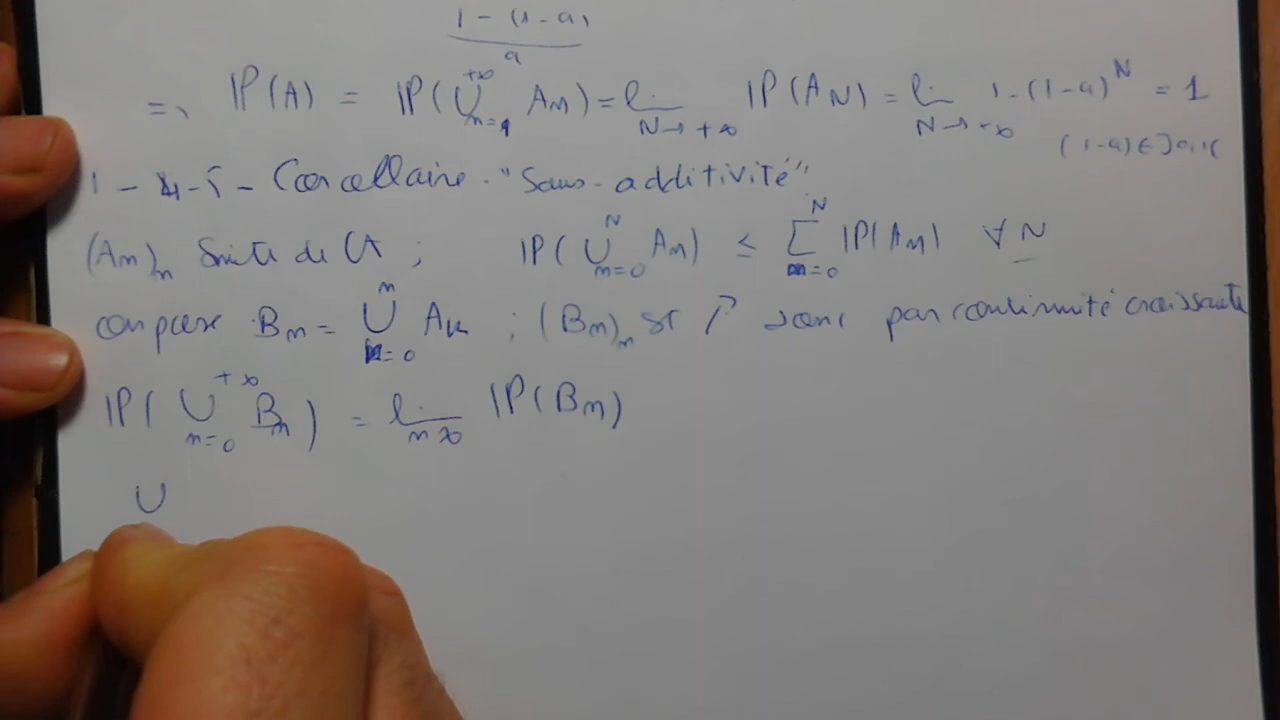 1 - (1 - a)
a
=> IP(A) = IP(∪_{n=1}^{+∞} An) = lim_{N→+∞} IP(AN) = lim_{N→+∞} 1-(1-a)^N = 1
(1-a) ∈ ]0,1[
1 - 4-5 - Corollaire. "Sous-additivité"
(An)n Suite de A ; IP(∪_{n=0}^{N} An) ≤ Σ_{n=0}^{N} IP(An) ∀ N
on pose Bn = ∪_{k=0}^{n} Ak ; (Bn)n est ↗ donc par continuité croissante
IP(∪_{n=0}^{+∞} Bn) = lim_{n∞} IP(Bn)
∪